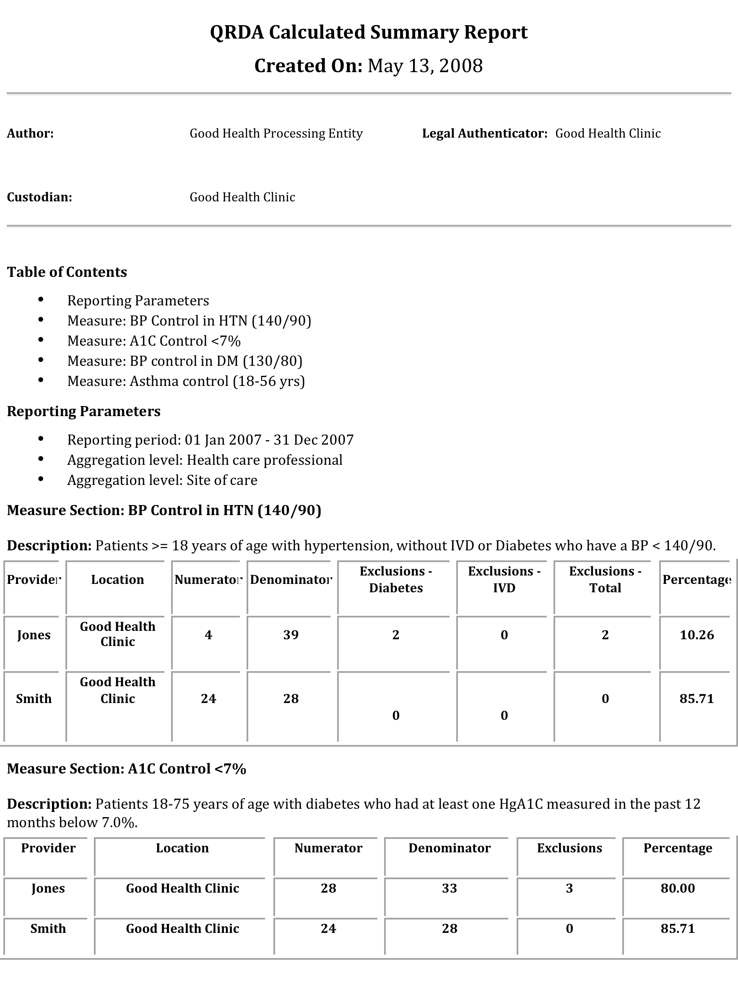 QRDA Calculated Summary Report
Created On: May 13, 2008
Author: Good Health Processing Entity Legal Authenticator: Good Health Clinic
Custodian: Good Health Clinic
Table of Contents
• Reporting Parameters
• Measure: BP Control in HTN (140/90)
• Measure: A1C Control <7%
• Measure: BP control in DM (130/80)
• Measure: Asthma control (18-56 yrs)
Reporting Parameters
• Reporting period: 01 Jan 2007 - 31 Dec 2007
• Aggregation level: Health care professional
• Aggregation level: Site of care
Measure Section: BP Control in HTN (140/90)
Description: Patients >= 18 years of age with hypertension, without IVD or Diabetes who have a BP < 140/90.
Provider Location Numerator Denominator Exclusions - Diabetes Exclusions - IVD Exclusions - Total Percentage
Jones Good Health Clinic 4 39 2 0 2 10.26
Smith Good Health Clinic 24 28 0 0 0 85.71
Measure Section: A1C Control <7%
Description: Patients 18-75 years of age with diabetes who had at least one HgA1C measured in the past 12
months below 7.0%.
Provider Location Numerator Denominator Exclusions Percentage
Jones Good Health Clinic 28 33 3 80.00
Smith Good Health Clinic 24 28 0 85.71